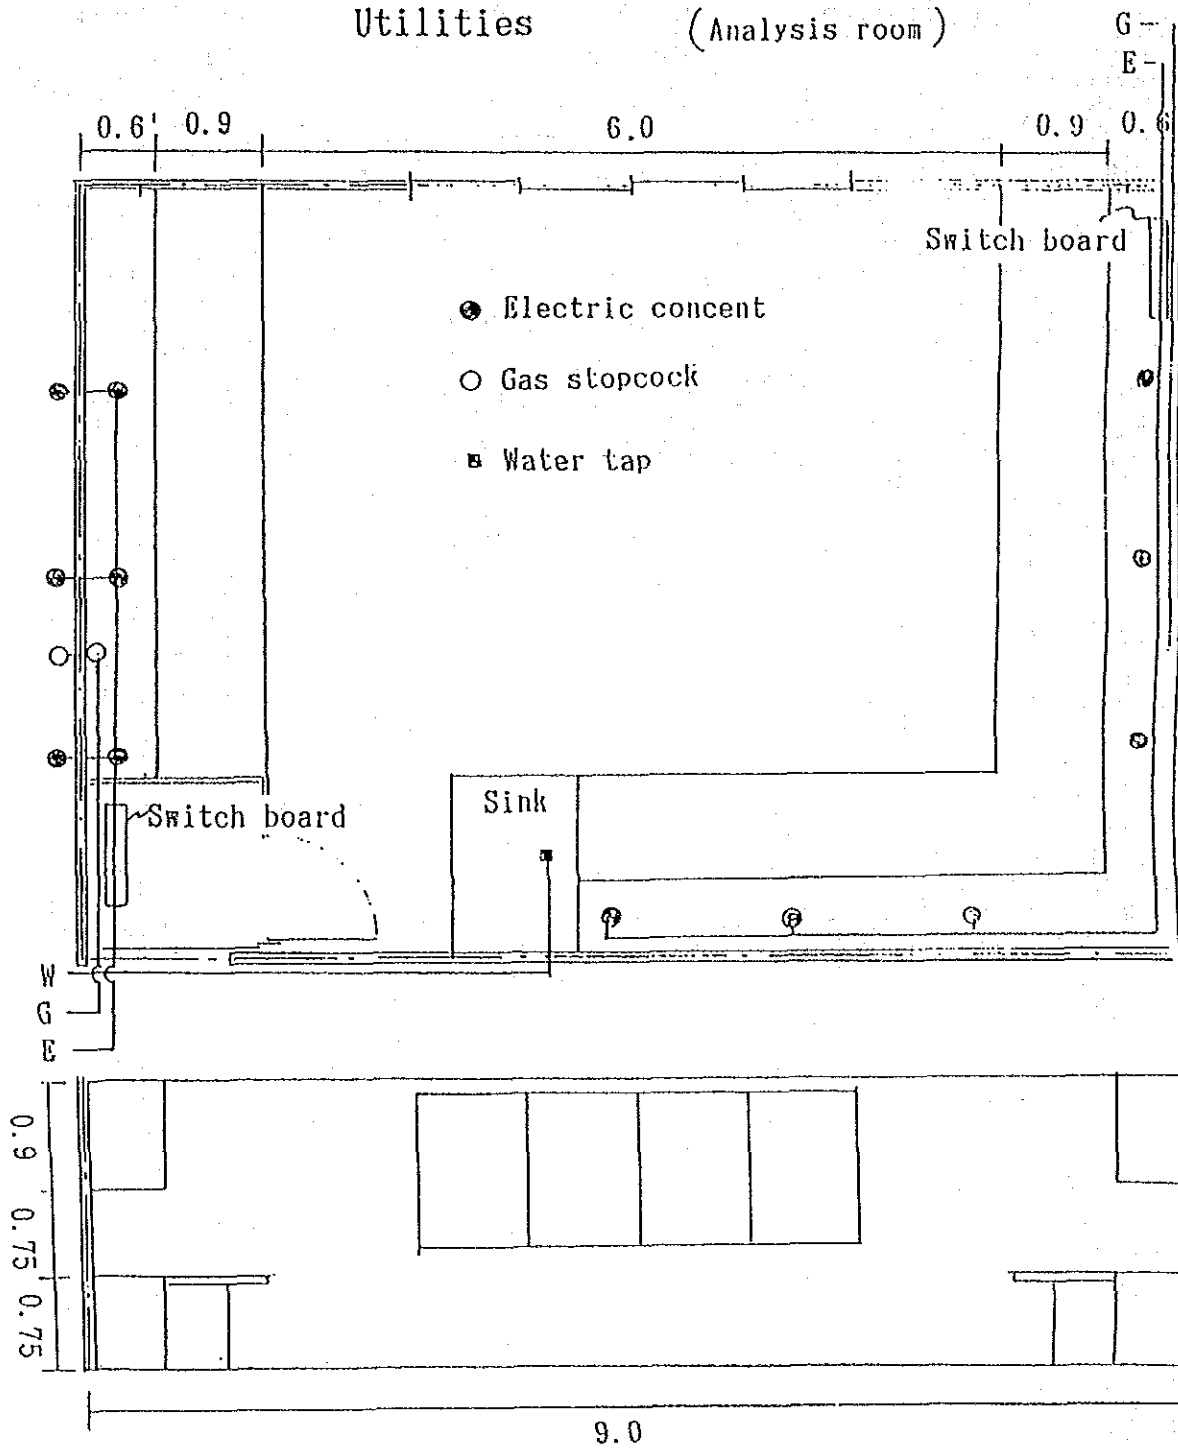 Utilities (Analysis room)
G
E
0.6 0.9 6.0 0.9 0.6
Switch board
Electric concent
Gas stopcock
Water tap
Switch board
Sink
W
G
E
0.9
0.75
0.75
9.0